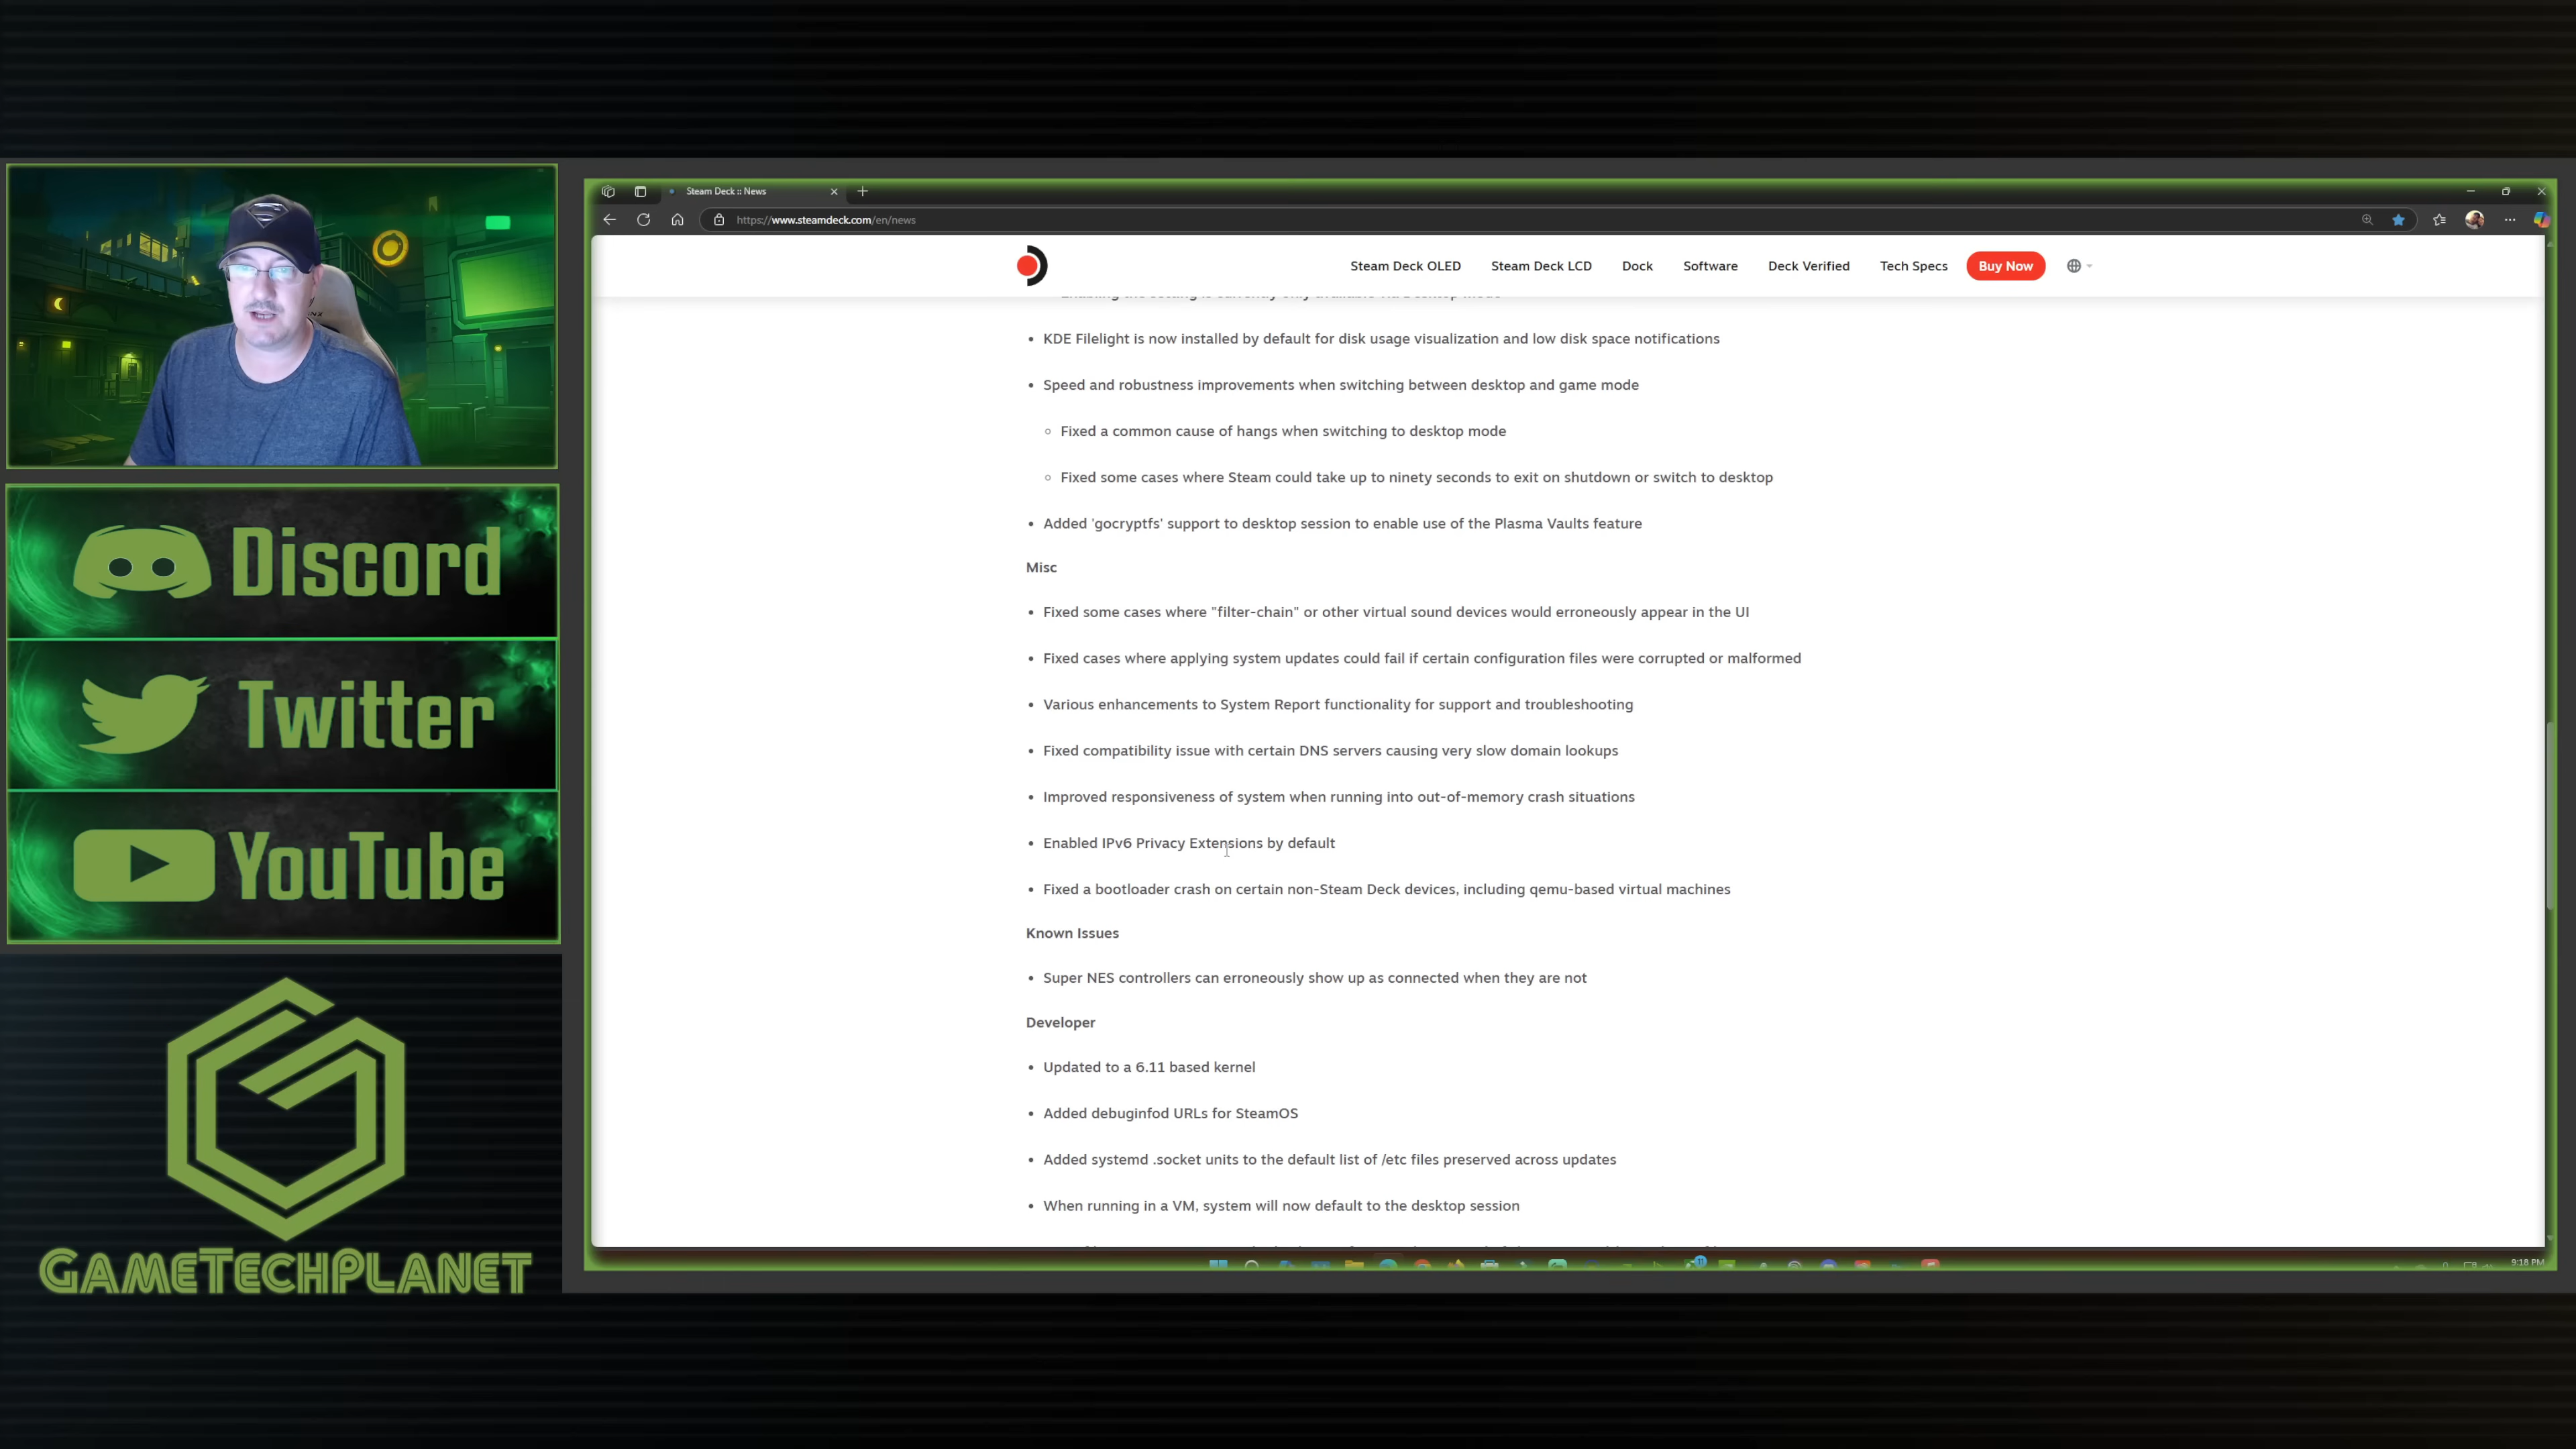 Steam Deck :: News
https://www.steamdeck.com/en/news
Steam Deck OLED
Steam Deck LCD
Dock
Software
Deck Verified
Tech Specs
Buy Now
• KDE Filelight is now installed by default for disk usage visualization and low disk space notifications
• Speed and robustness improvements when switching between desktop and game mode
◦ Fixed a common cause of hangs when switching to desktop mode
◦ Fixed some cases where Steam could take up to ninety seconds to exit on shutdown or switch to desktop
• Added 'gocryptfs' support to desktop session to enable use of the Plasma Vaults feature
Misc
• Fixed some cases where "filter-chain" or other virtual sound devices would erroneously appear in the UI
• Fixed cases where applying system updates could fail if certain configuration files were corrupted or malformed
• Various enhancements to System Report functionality for support and troubleshooting
• Fixed compatibility issue with certain DNS servers causing very slow domain lookups
• Improved responsiveness of system when running into out-of-memory crash situations
• Enabled IPv6 Privacy Extensions by default
• Fixed a bootloader crash on certain non-Steam Deck devices, including qemu-based virtual machines
Known Issues
• Super NES controllers can erroneously show up as connected when they are not
Developer
• Updated to a 6.11 based kernel
• Added debuginfod URLs for SteamOS
• Added systemd .socket units to the default list of /etc files preserved across updates
• When running in a VM, system will now default to the desktop session
9:18 PM
Discord
Twitter
YouTube
GAMETECHPLANET